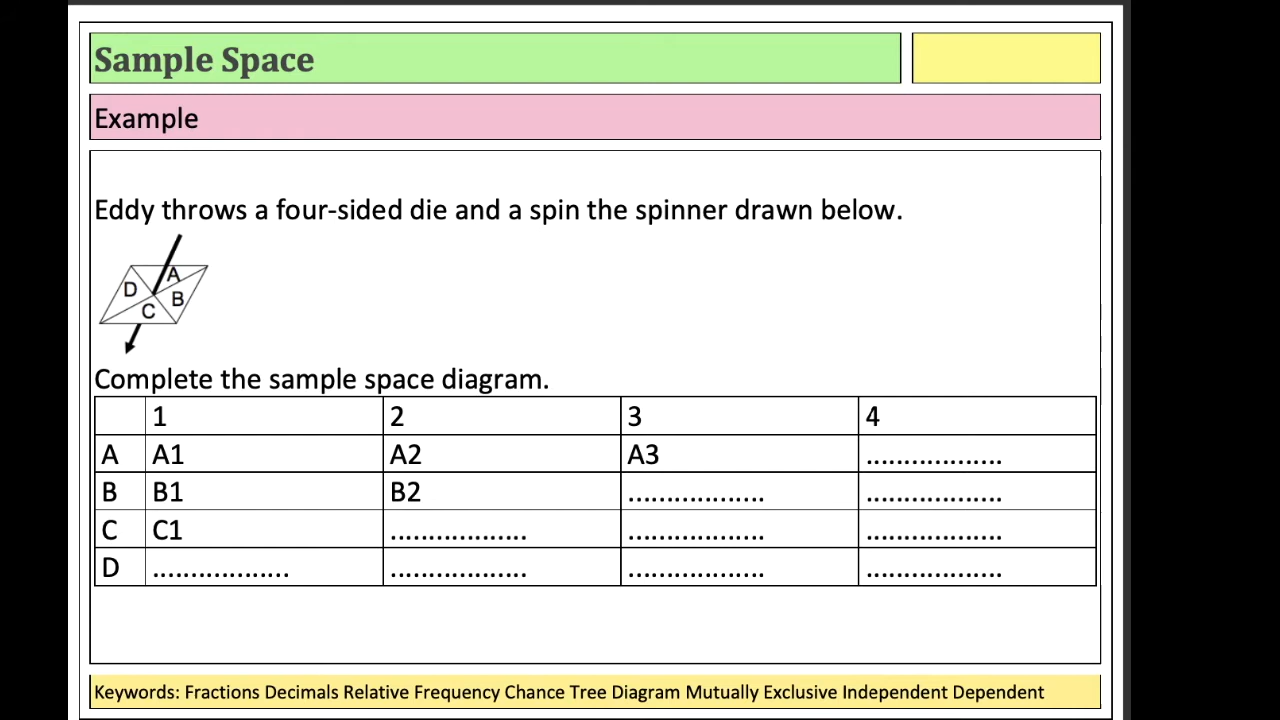 Sample Space
Example
Eddy throws a four-sided die and a spin the spinner drawn below.
A
D
B
C
Complete the sample space diagram.
1 2 3 4
A A1 A2 A3 ..................
B B1 B2 .................. ..................
C C1 .................. .................. ..................
D .................. .................. .................. ..................
Keywords: Fractions Decimals Relative Frequency Chance Tree Diagram Mutually Exclusive Independent Dependent